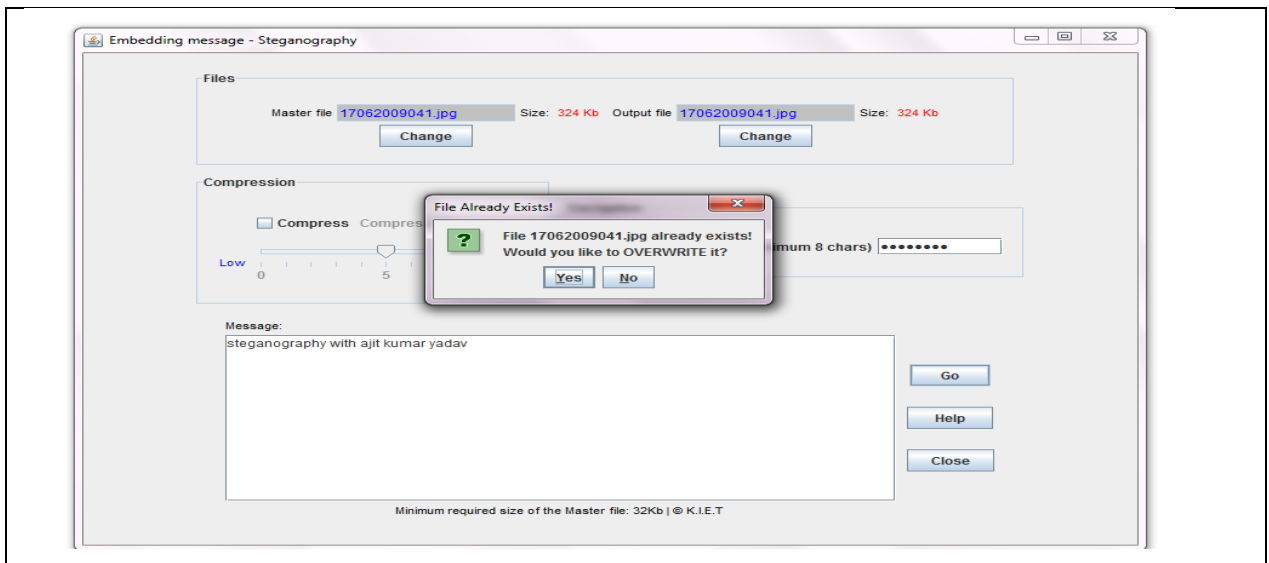 Embedding message - Steganography
Files
Master file 17062009041.jpg Size: 324 Kb Output file 17062009041.jpg Size: 324 Kb
Change Change
Compression
File Already Exists!
Compress
File 17062009041.jpg already exists!
Would you like to OVERWRITE it?
8 chars) ••••••••
Low
0 5
Yes No
Message:
steganography with ajit kumar yadav
Go
Help
Close
Minimum required size of the Master file: 32Kb | © K.I.E.T